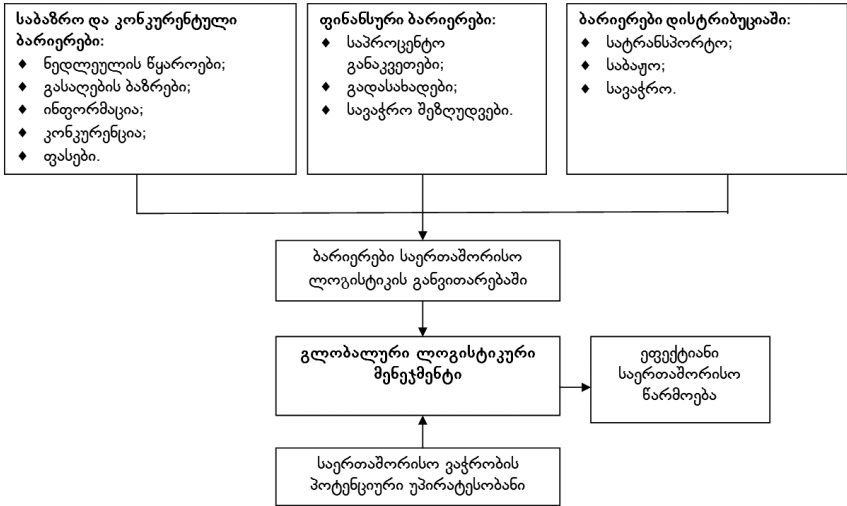 საბაზრო და კონკურენტული
ბარიერები:
♦ ნედლეულის წყაროები;
♦ გასაღების ბაზრები;
♦ ინფორმაცია;
♦ კონკურენცია;
♦ ფასები.
ფინანსური ბარიერები:
♦ საპროცენტო
განაკვეთები;
♦ გადასახადები;
♦ სავაჭრო შეზღუდვები.
ბარიერები დისტრიბუციაში:
♦ სატრანსპორტო;
♦ საბაჟო;
♦ სავაჭრო.
ბარიერები საერთაშორისო
ლოგისტიკის განვითარებაში
გლობალური ლოგისტიკური
მენეჯმენტი
ეფექტიანი
საერთაშორისო
წარმოება
საერთაშორისო ვაჭრობის
პოტენციური უპირატესობანი